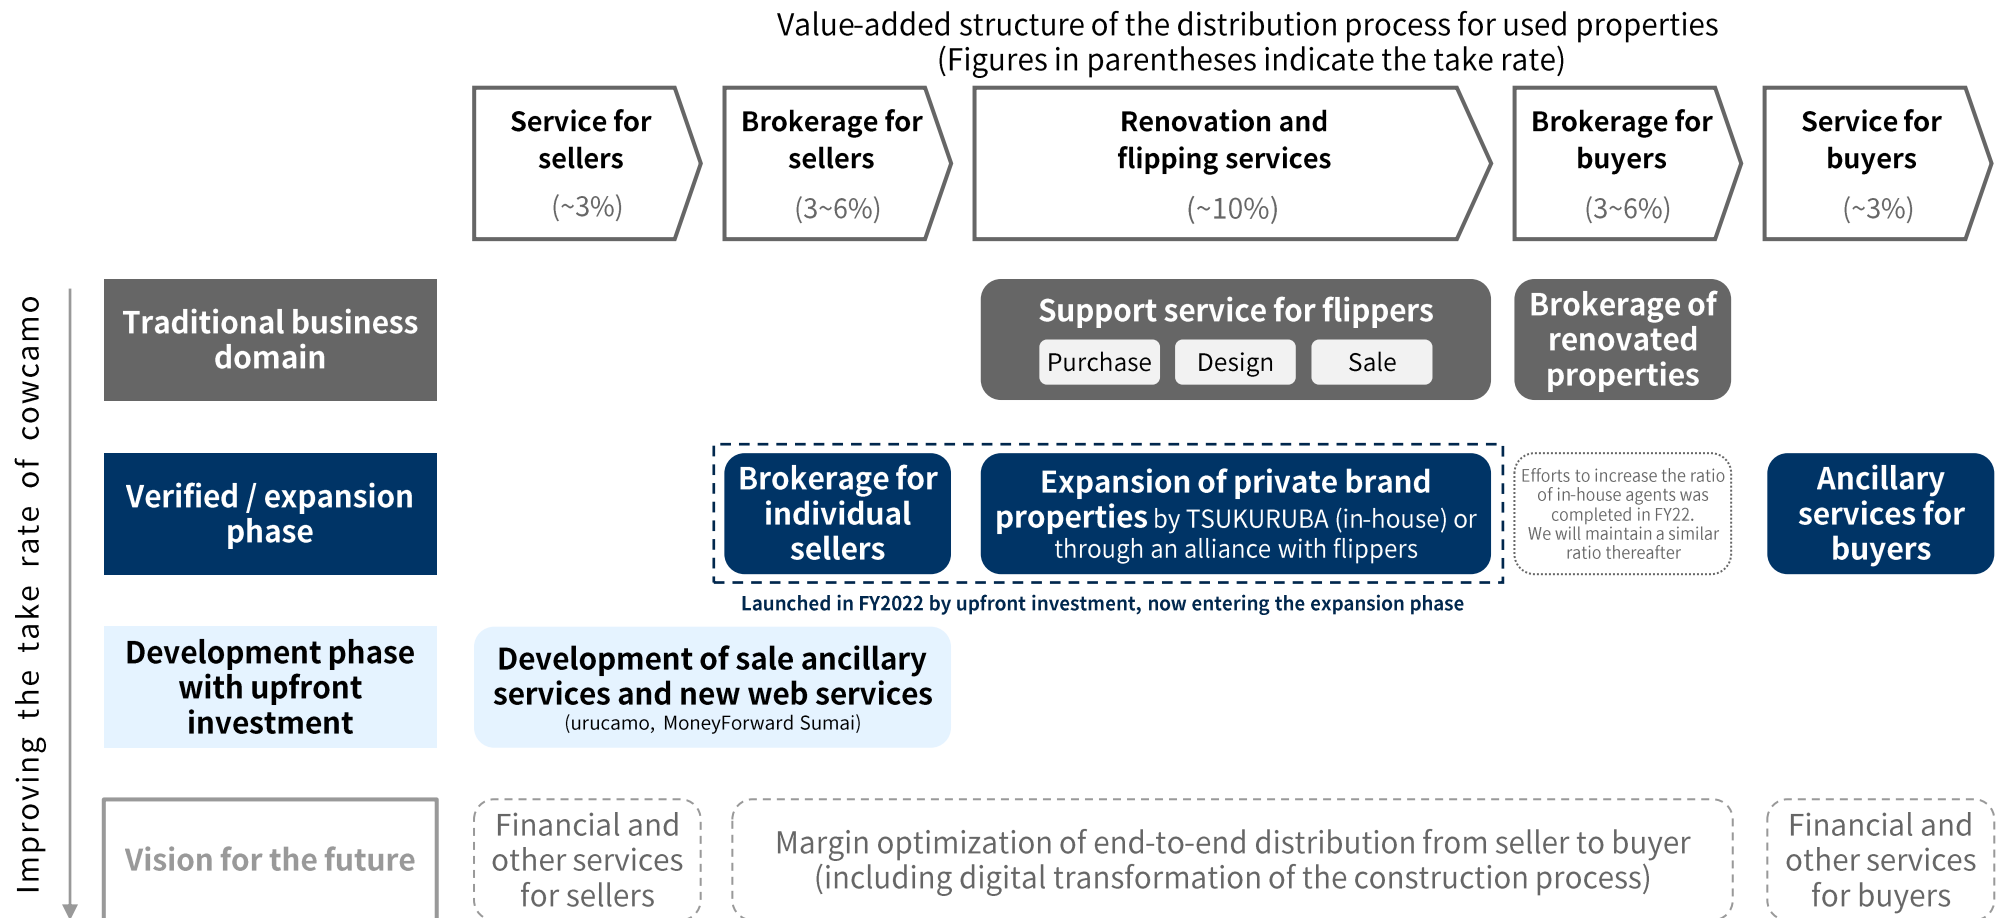 Value-added structure of the distribution process for used properties
(Figures in parentheses indicate the take rate)
Service for
sellers
(~3%)
Brokerage for
sellers
(3~6%)
Renovation and
flipping services
(~10%)
Brokerage for
buyers
(3~6%)
Service for
buyers
(~3%)
Improving the take rate of cowcamo
Traditional business
domain
Support service for flippers
Purchase
Design
Sale
Brokerage of
renovated
properties
Verified / expansion
phase
Brokerage for
individual
sellers
Expansion of private brand
properties by TSUKURUBA (in-house) or
through an alliance with flippers
Efforts to increase the ratio
of in-house agents was
completed in FY22.
We will maintain a similar
ratio thereafter
Ancillary
services for
buyers
Launched in FY2022 by upfront investment, now entering the expansion phase
Development phase
with upfront
investment
Development of sale ancillary
services and new web services
(urucamo, MoneyForward Sumai)
Vision for the future
Financial and
other services
for sellers
Margin optimization of end-to-end distribution from seller to buyer
(including digital transformation of the construction process)
Financial and
other services
for buyers